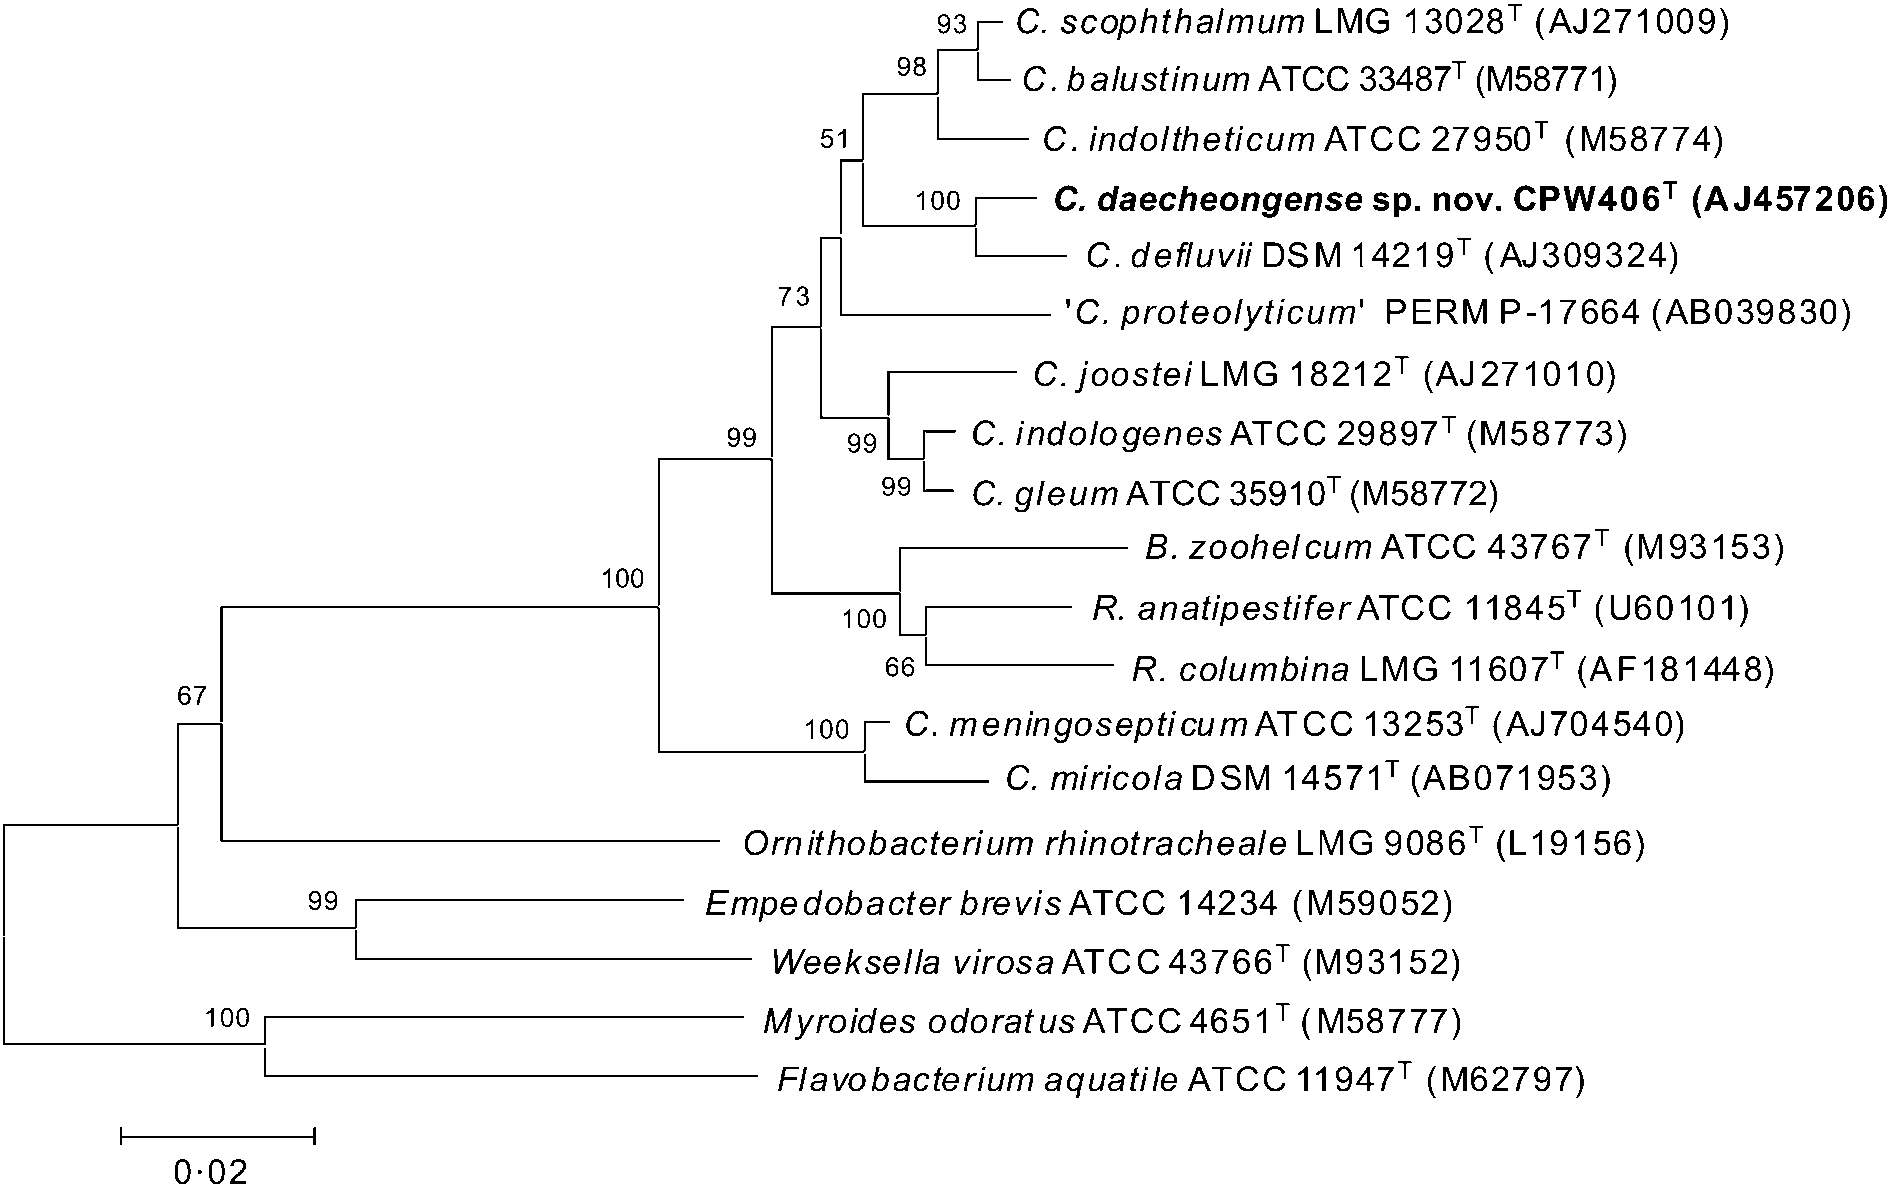 93 C. scophthalmum LMG 13028ᵀ (AJ271009)
98 C. balustinum ATCC 33487ᵀ (M58771)
51 C. indoltheticum ATCC 27950ᵀ (M58774)
100 C. daecheongense sp. nov. CPW406ᵀ (AJ457206)
C. defluvii DSM 14219ᵀ (AJ309324)
73 'C. proteolyticum' PERM P-17664 (AB039830)
C. joostei LMG 18212ᵀ (AJ271010)
99 99 C. indologenes ATCC 29897ᵀ (M58773)
99 C. gleum ATCC 35910ᵀ (M58772)
B. zoohelcum ATCC 43767ᵀ (M93153)
100 100 R. anatipestifer ATCC 11845ᵀ (U60101)
66 R. columbina LMG 11607ᵀ (AF181448)
67 100 C. meningosepticum ATCC 13253ᵀ (AJ704540)
C. miricola DSM 14571ᵀ (AB071953)
Ornithobacterium rhinotracheale LMG 9086ᵀ (L19156)
99 Empedobacter brevis ATCC 14234 (M59052)
Weeksella virosa ATCC 43766ᵀ (M93152)
100 Myroides odoratus ATCC 4651ᵀ (M58777)
Flavobacterium aquatile ATCC 11947ᵀ (M62797)
0·02